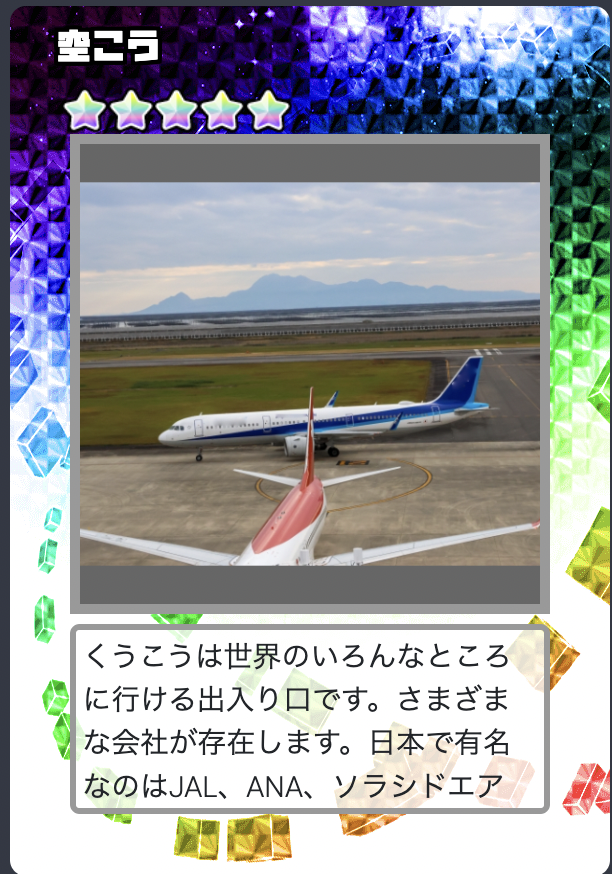 空こう
くうこうは世界のいろんなところ
に行ける出入り口です。さまざま
な会社が存在します。日本で有名
なのはJAL、ANA、ソラシドエア